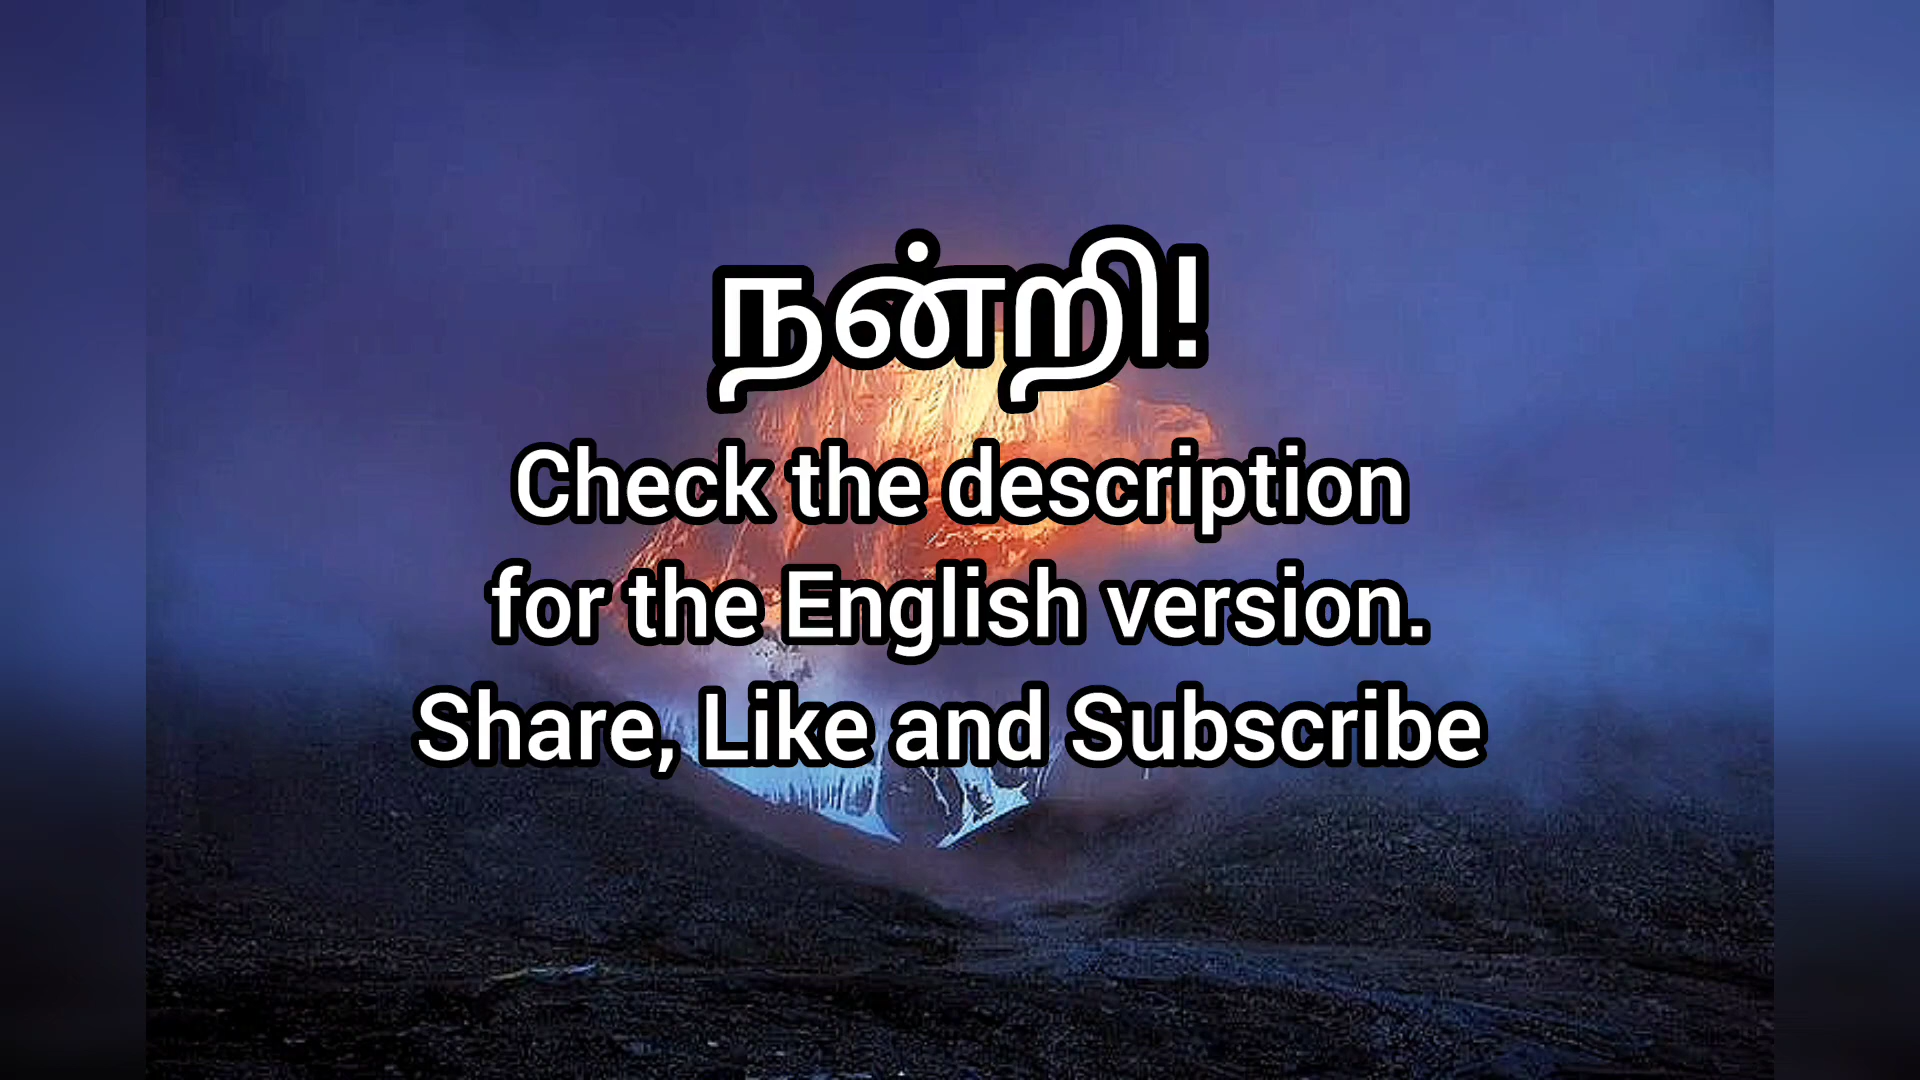 நன்றி!
Check the description
for the English version.
Share, Like and Subscribe